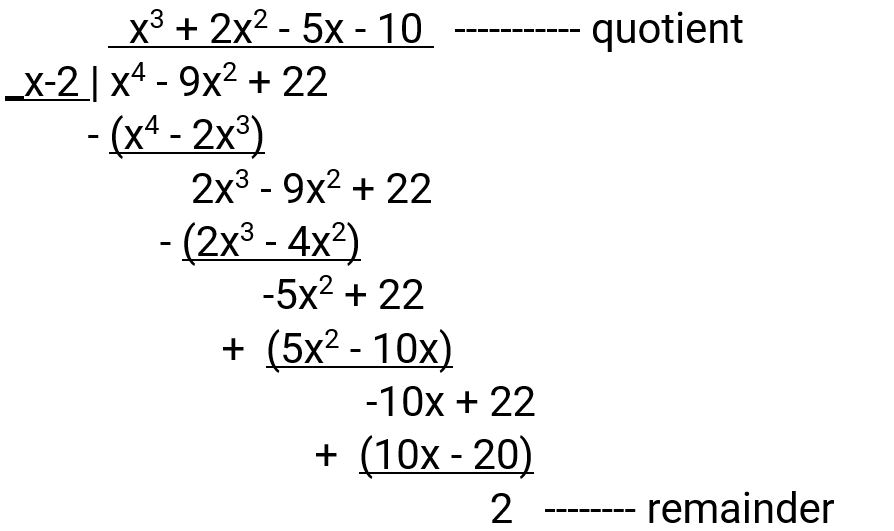 x³ + 2x² - 5x - 10 ----------- quotient
x-2 | x⁴ - 9x² + 22
- (x⁴ - 2x³)
2x³ - 9x² + 22
- (2x³ - 4x²)
-5x² + 22
+ (5x² - 10x)
-10x + 22
+ (10x - 20)
2 -------- remainder